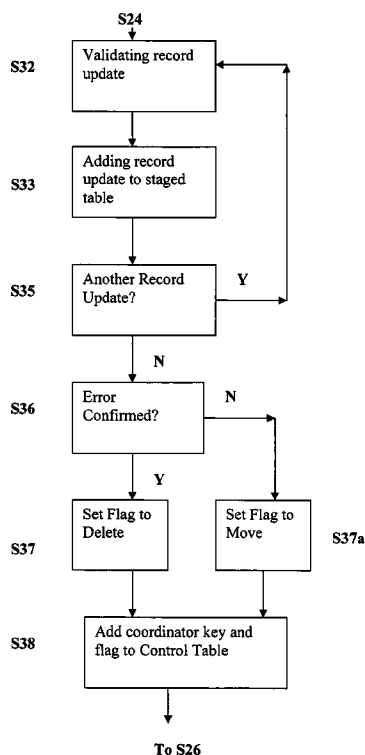 S24
S32
Validating record
update
S33
Adding record
update to staged
table
S35
Another Record
Update?
Y
N
S36
Error
Confirmed?
N
Y
S37
Set Flag to
Delete
Set Flag to
Move
S37a
S38
Add coordinator key and
flag to Control Table
To S26